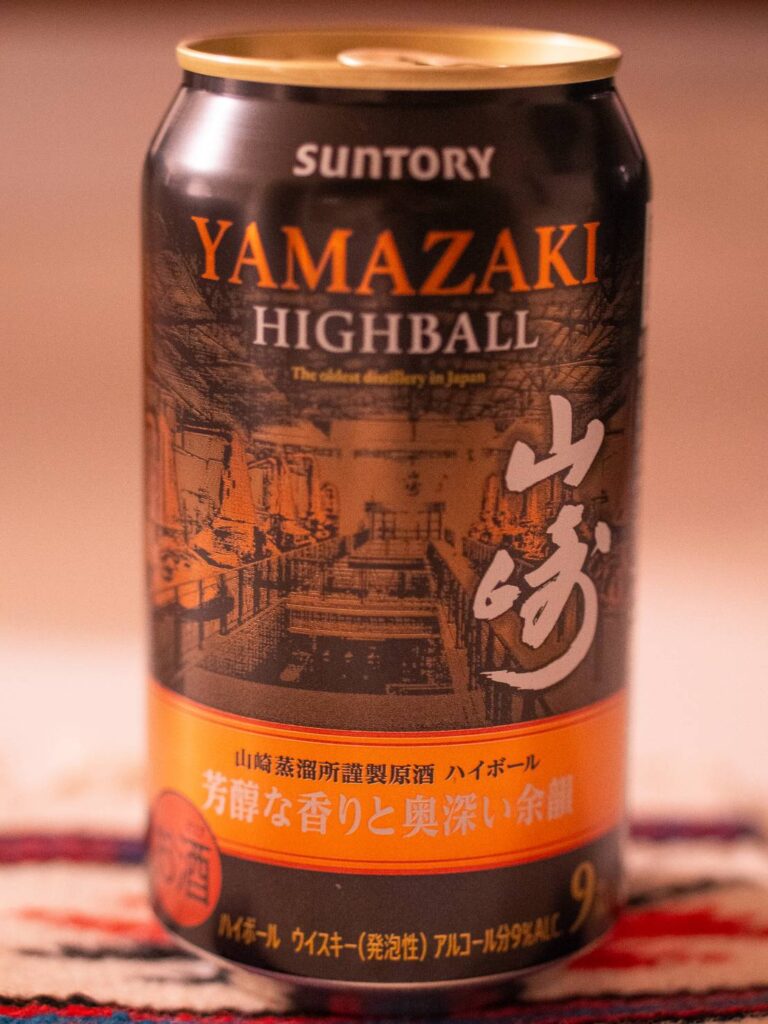 SUNTORY
YAMAZAKI
HIGHBALL
The oldest distillery in Japan
山崎
山崎蒸溜所謹製原酒 ハイボール
芳醇な香りと奥深い余韻
お酒
ハイボール ウイスキー(発泡性) アルコール分9%ALC.
9